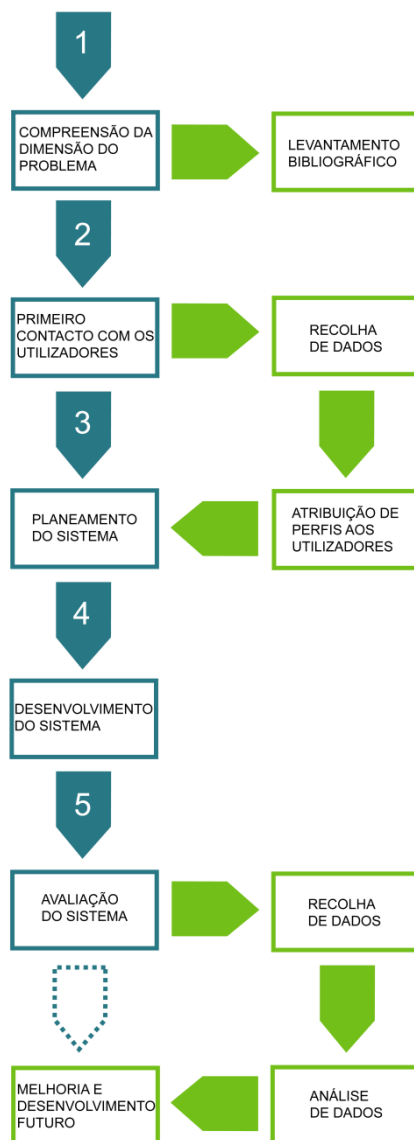 1
COMPREENSÃO DA
DIMENSÃO DO
PROBLEMA
LEVANTAMENTO
BIBLIOGRÁFICO
2
PRIMEIRO
CONTACTO COM OS
UTILIZADORES
RECOLHA
DE DADOS
3
PLANEAMENTO
DO SISTEMA
ATRIBUIÇÃO DE
PERFIS AOS
UTILIZADORES
4
DESENVOLVIMENTO
DO SISTEMA
5
AVALIAÇÃO
DO SISTEMA
RECOLHA
DE DADOS
MELHORIA E
DESENVOLVIMENTO
FUTURO
ANÁLISE
DE DADOS